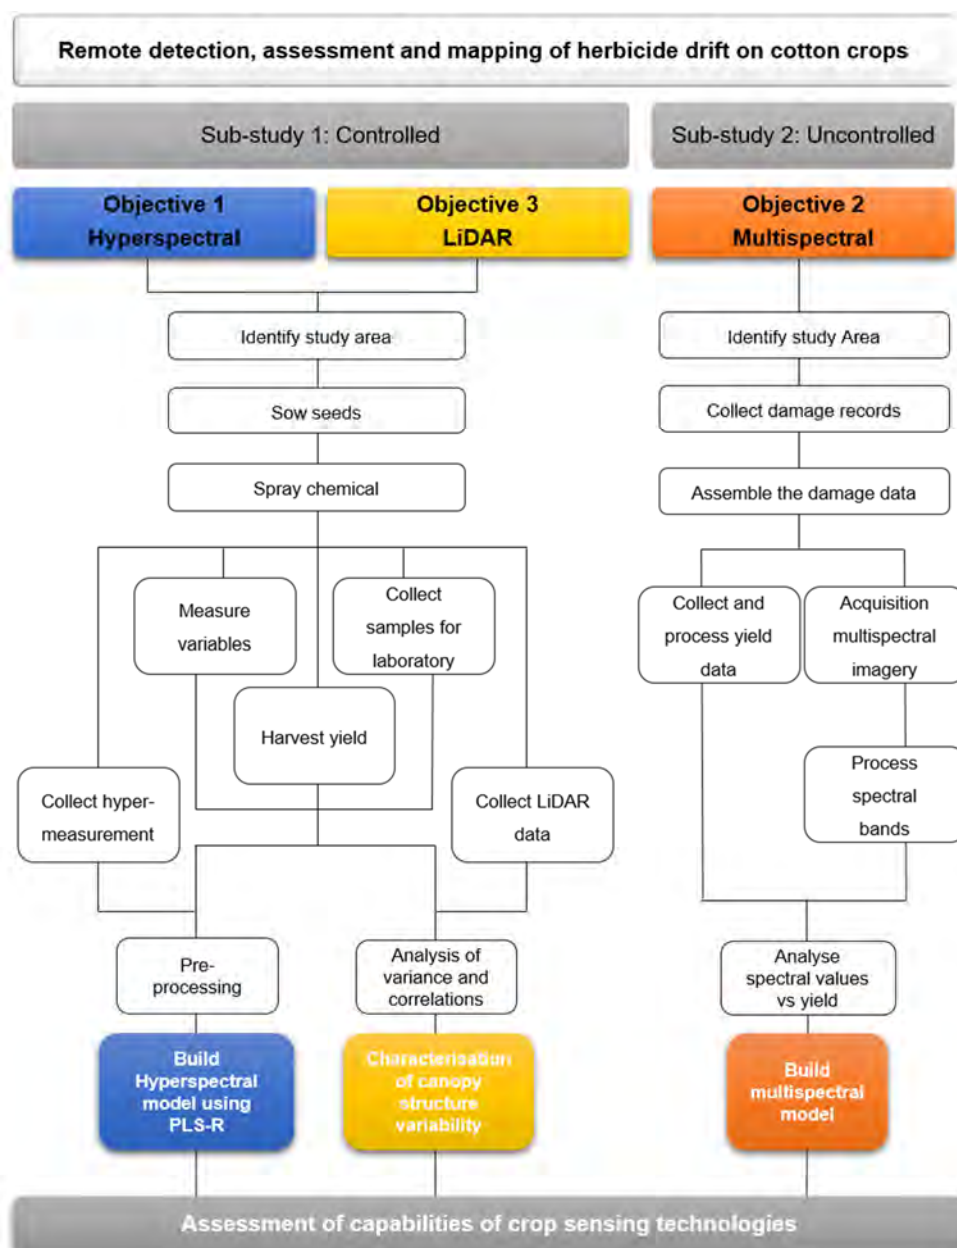 Remote detection, assessment and mapping of herbicide drift on cotton crops
Sub-study 1: Controlled
Sub-study 2: Uncontrolled
Objective 1
Hyperspectral
Objective 3
LiDAR
Objective 2
Multispectral
Identify study area
Identify study Area
Sow seeds
Collect damage records
Spray chemical
Assemble the damage data
Measure
variables
Collect
samples for
laboratory
Collect and
process yield
data
Acquisition
multispectral
imagery
Harvest yield
Collect hyper-
measurement
Collect LiDAR
data
Process
spectral
bands
Pre-
processing
Analysis of
variance and
correlations
Analyse
spectral values
vs yield
Build
Hyperspectral
model using
PLS-R
Characterisation
of canopy
structure
variability
Build
multispectral
model
Assessment of capabilities of crop sensing technologies